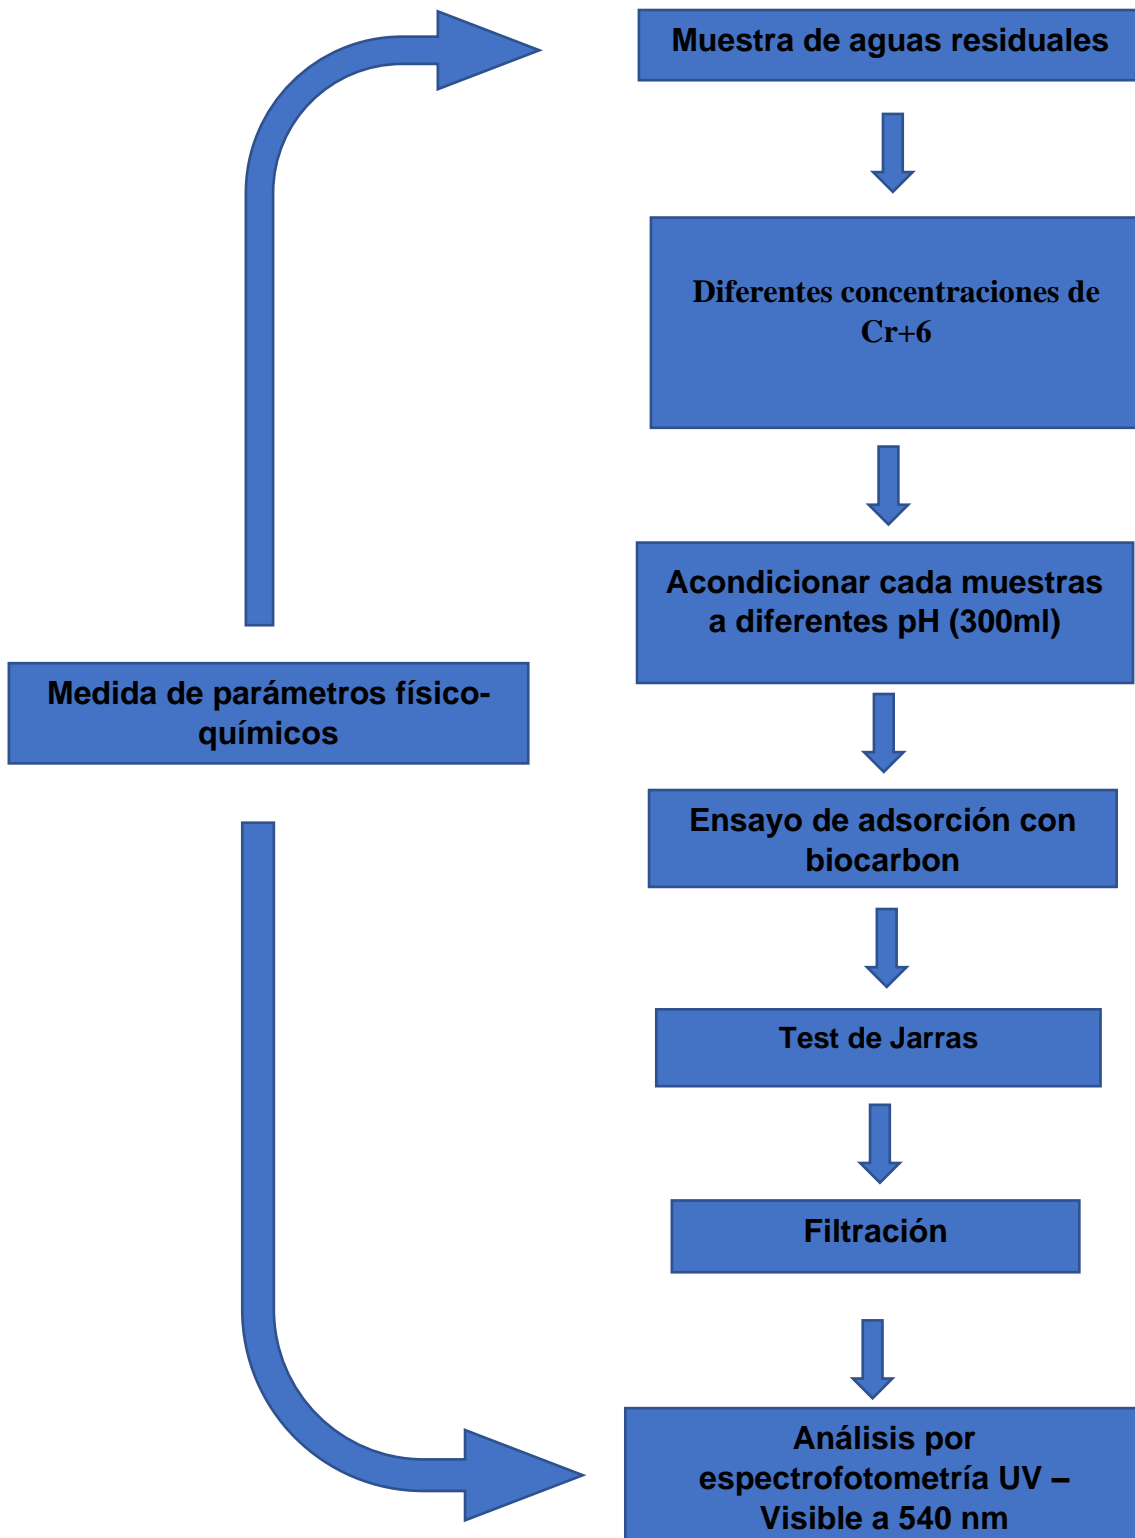 Muestra de aguas residuales
Diferentes concentraciones de
Cr+6
Acondicionar cada muestras
a diferentes pH (300ml)
Medida de parámetros físico-
químicos
Ensayo de adsorción con
biocarbon
Test de Jarras
Filtración
Análisis por
espectrofotometría UV –
Visible a 540 nm